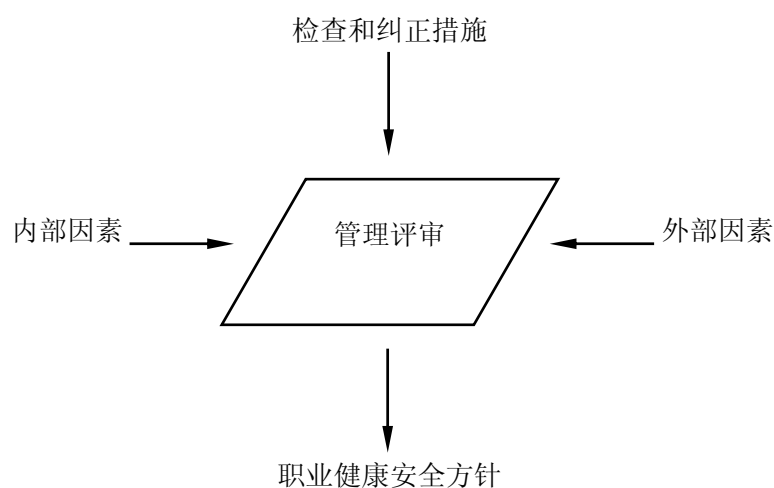 检查和纠正措施
内部因素
管理评审
外部因素
职业健康安全方针